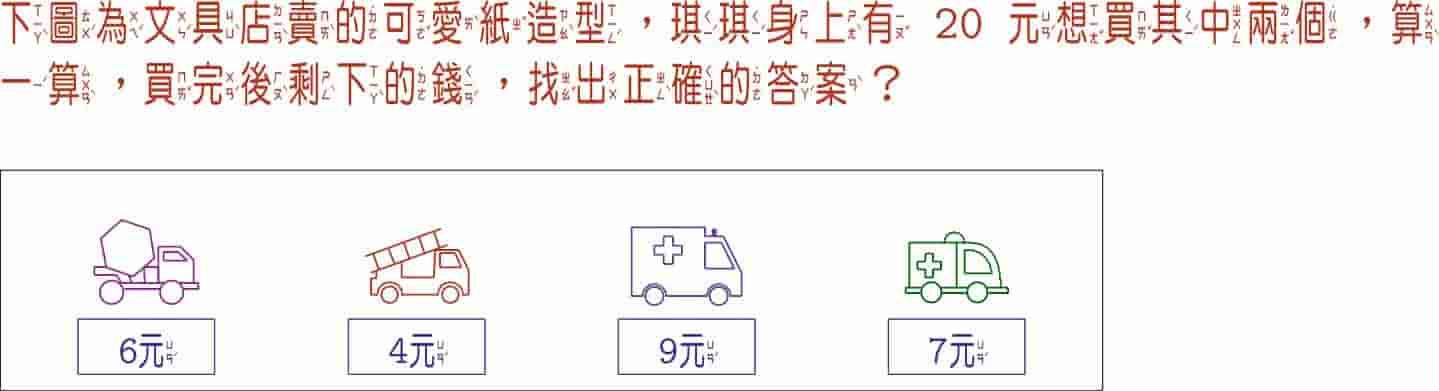 下圖為文具店賣的可愛紙造型，琪琪身上有 20 元想買其中兩個，算
一算，買完後剩下的錢，找出正確的答案？
6元 4元 9元 7元